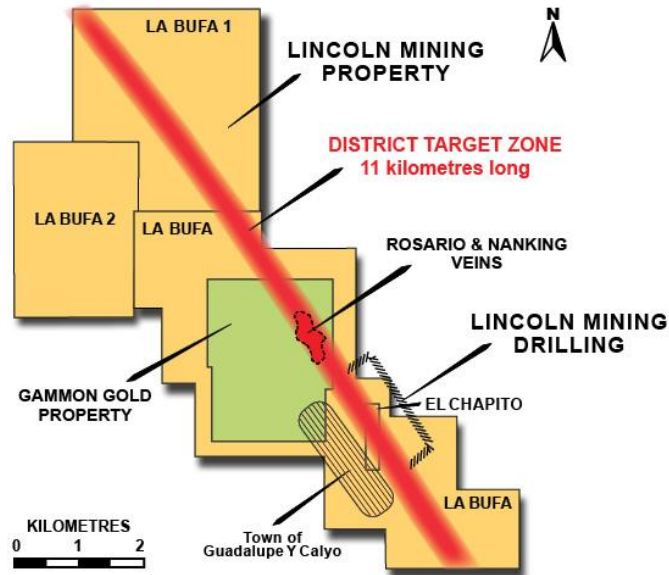 LA BUFA 1
N
LINCOLN MINING
PROPERTY
DISTRICT TARGET ZONE
11 kilometres long
LA BUFA 2
LA BUFA
ROSARIO & NANKING
VEINS
LINCOLN MINING
DRILLING
GAMMON GOLD
PROPERTY
EL CHAPITO
LA BUFA
KILOMETRES
0 1 2
Town of
Guadalupe Y Calyo